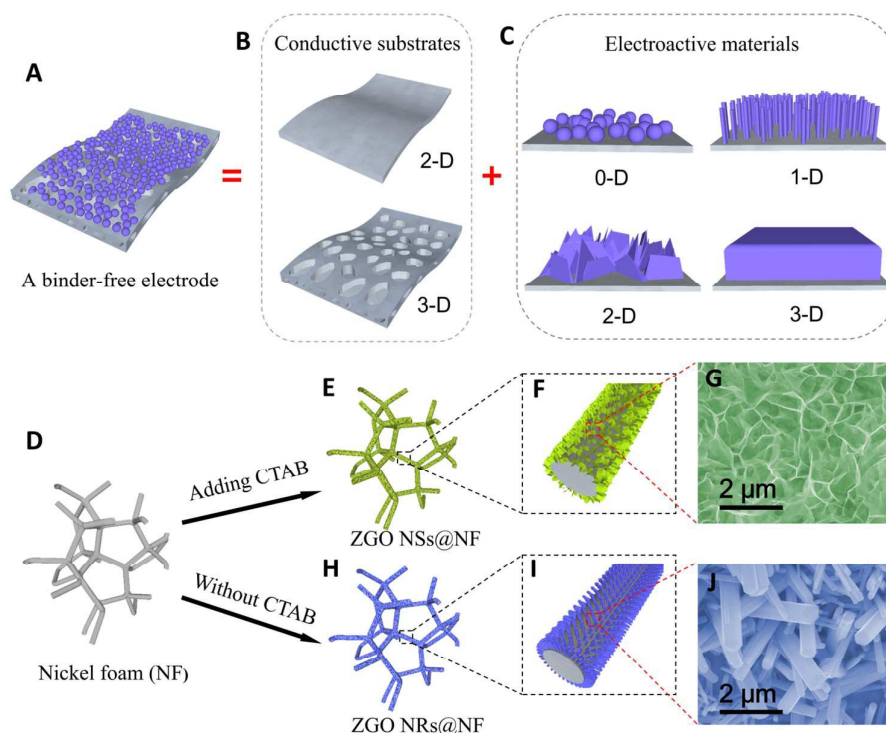 A
B
Conductive substrates
C
Electroactive materials
=
2-D
+
0-D
1-D
A binder-free electrode
3-D
2-D
3-D
D
E
F
G
Adding CTAB
2 μm
ZGO NSs@NF
Without CTAB
H
I
J
Nickel foam (NF)
2 μm
ZGO NRs@NF